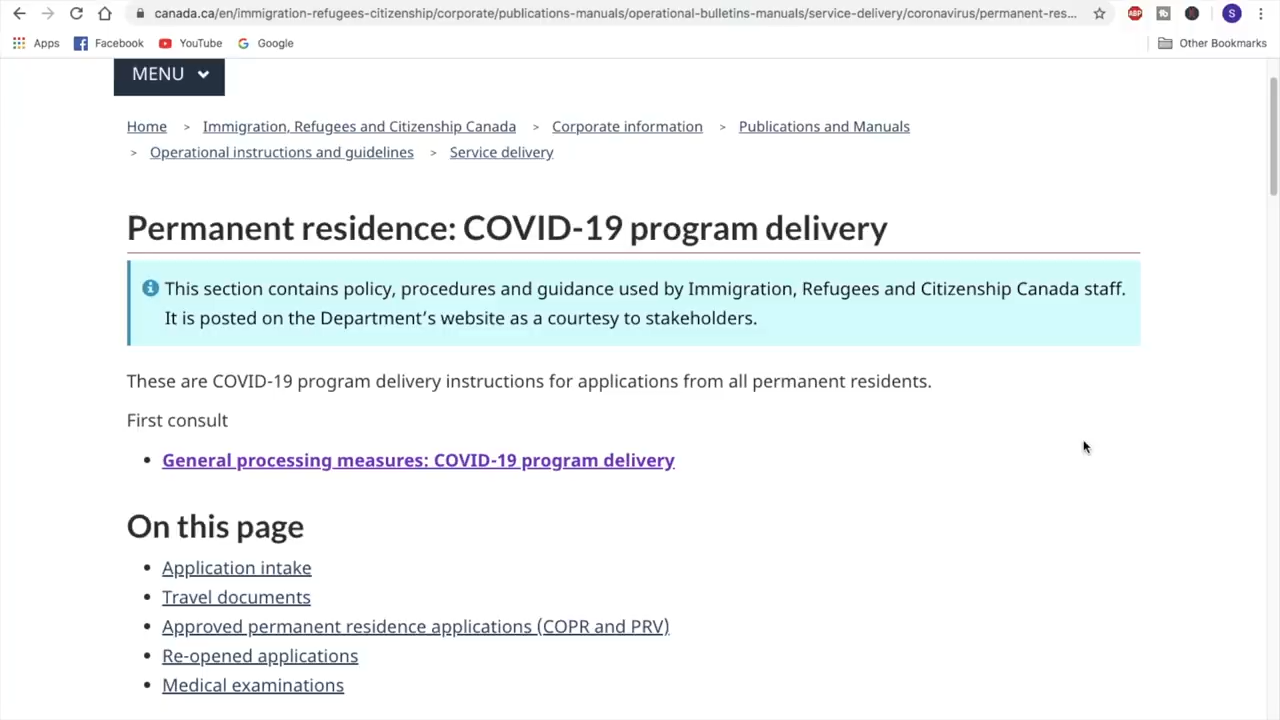 canada.ca/en/immigration-refugees-citizenship/corporate/publications-manuals/operational-bulletins-manuals/service-delivery/coronavirus/permanent-res...
ABP
S
Apps
Facebook
YouTube
Google
Other Bookmarks
MENU
Home > Immigration, Refugees and Citizenship Canada > Corporate information > Publications and Manuals
> Operational instructions and guidelines > Service delivery
Permanent residence: COVID-19 program delivery
This section contains policy, procedures and guidance used by Immigration, Refugees and Citizenship Canada staff.
It is posted on the Department's website as a courtesy to stakeholders.
These are COVID-19 program delivery instructions for applications from all permanent residents.
First consult
• General processing measures: COVID-19 program delivery
On this page
• Application intake
• Travel documents
• Approved permanent residence applications (COPR and PRV)
• Re-opened applications
• Medical examinations